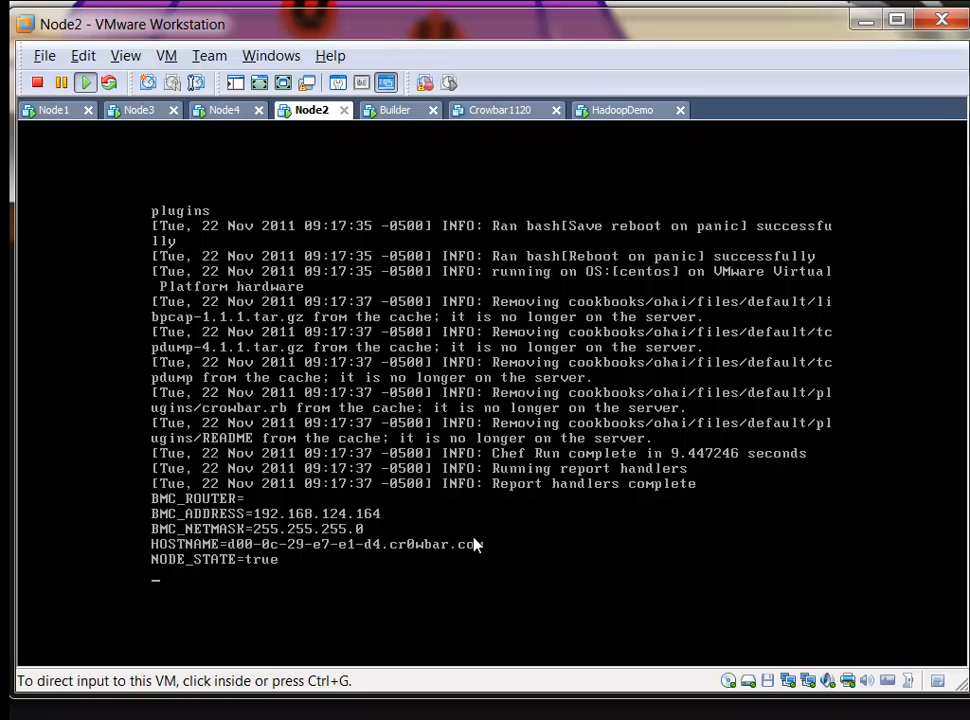 Node2 - VMware Workstation
File Edit View VM Team Windows Help
Node1 Node3 Node4 Node2 Builder Crowbar1120 HadoopDemo
plugins
[Tue, 22 Nov 2011 09:17:35 -0500] INFO: Ran bash[Save reboot on panic] successfu
lly
[Tue, 22 Nov 2011 09:17:35 -0500] INFO: Ran bash[Reboot on panic] successfully
[Tue, 22 Nov 2011 09:17:35 -0500] INFO: running on OS:[centos] on VMware Virtual
Platform hardware
[Tue, 22 Nov 2011 09:17:37 -0500] INFO: Removing cookbooks/ohai/files/default/li
bpcap-1.1.1.tar.gz from the cache; it is no longer on the server.
[Tue, 22 Nov 2011 09:17:37 -0500] INFO: Removing cookbooks/ohai/files/default/tc
pdump-4.1.1.tar.gz from the cache; it is no longer on the server.
[Tue, 22 Nov 2011 09:17:37 -0500] INFO: Removing cookbooks/ohai/files/default/tc
pdump from the cache; it is no longer on the server.
[Tue, 22 Nov 2011 09:17:37 -0500] INFO: Removing cookbooks/ohai/files/default/pl
ugins/crowbar.rb from the cache; it is no longer on the server.
[Tue, 22 Nov 2011 09:17:37 -0500] INFO: Removing cookbooks/ohai/files/default/pl
ugins/README from the cache; it is no longer on the server.
[Tue, 22 Nov 2011 09:17:37 -0500] INFO: Chef Run complete in 9.447246 seconds
[Tue, 22 Nov 2011 09:17:37 -0500] INFO: Running report handlers
[Tue, 22 Nov 2011 09:17:37 -0500] INFO: Report handlers complete
BMC_ROUTER=
BMC_ADDRESS=192.168.124.164
BMC_NETMASK=255.255.255.0
HOSTNAME=d00-0c-29-e7-e1-d4.cr0wbar.com
NODE_STATE=true
_
To direct input to this VM, click inside or press Ctrl+G.